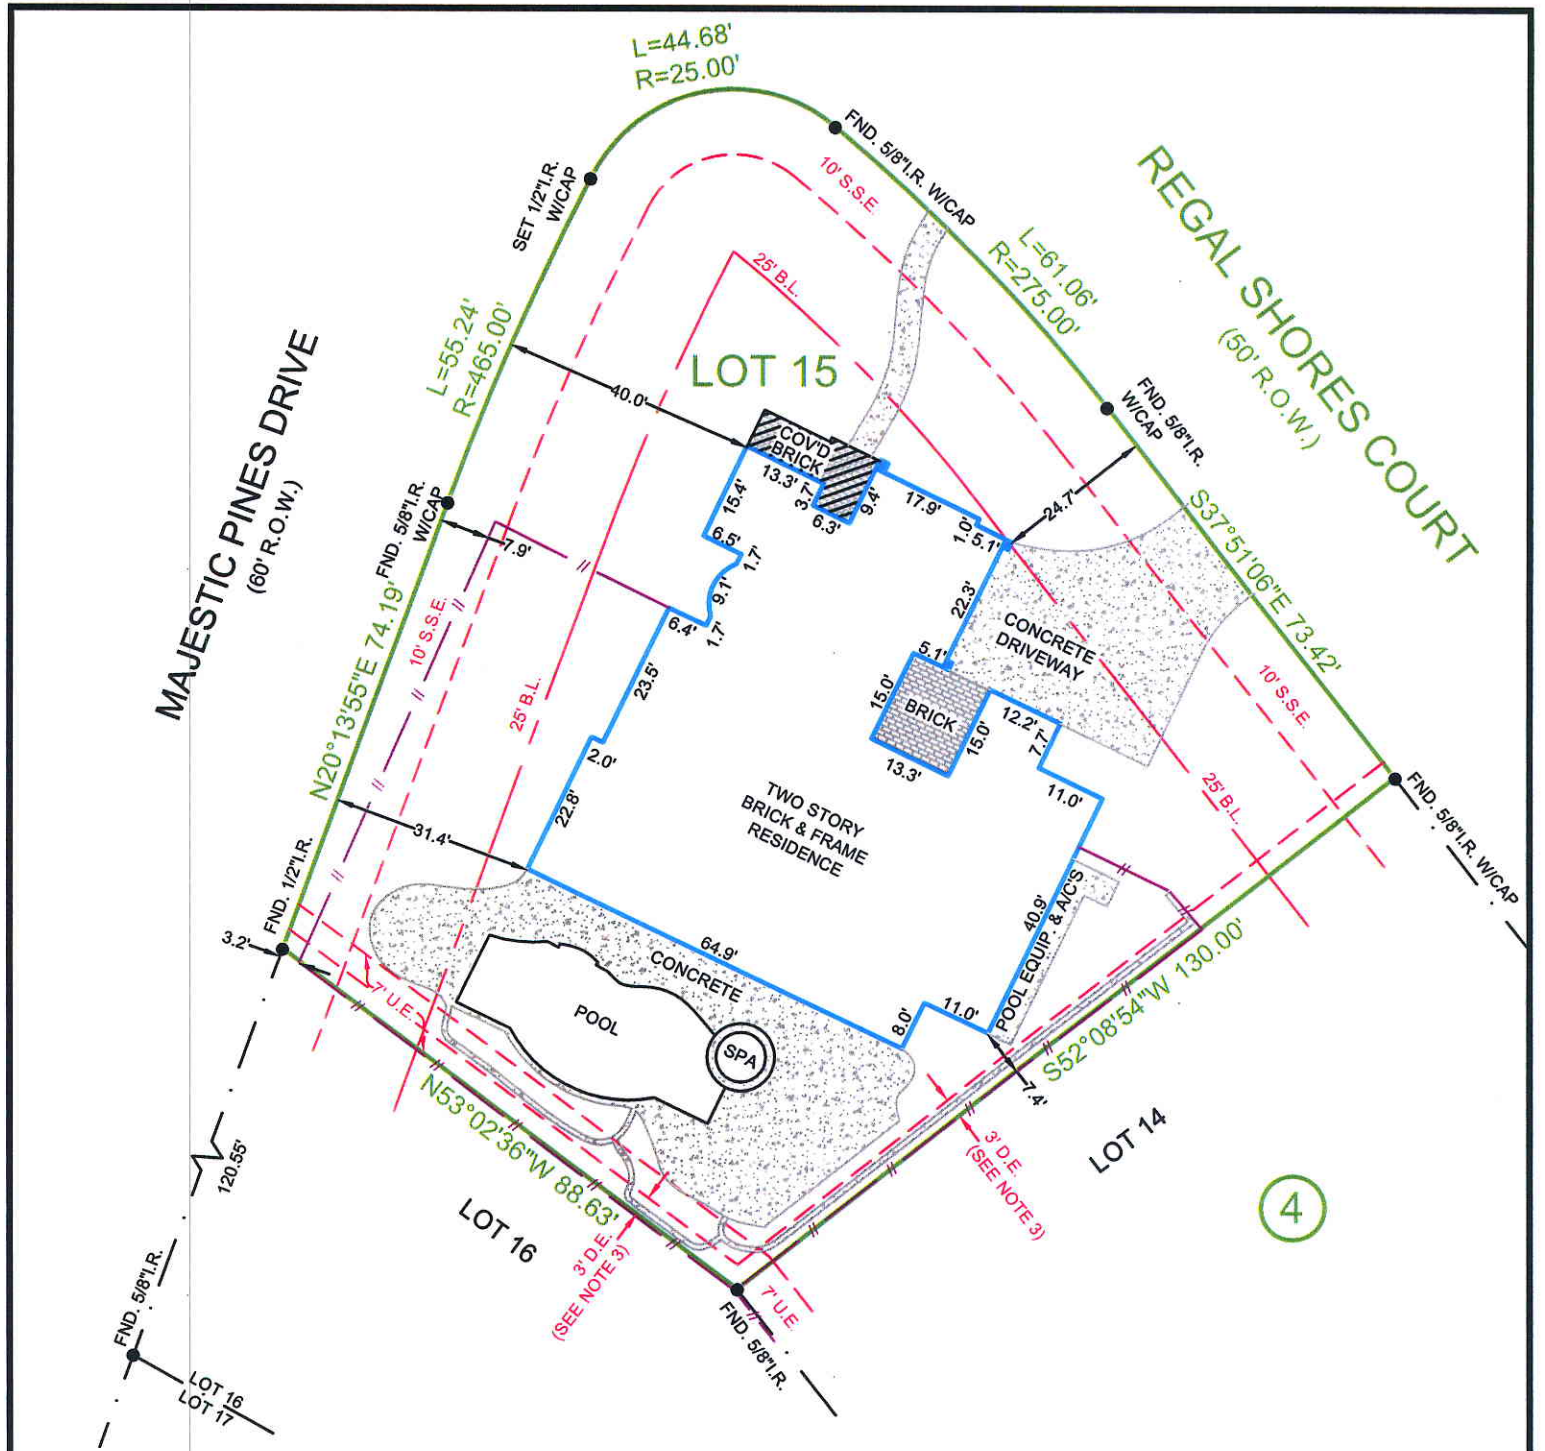 L=44.68'
R=25.00'
FND. 5/8"I.R. W/CAP
SET 1/2"I.R.
W/CAP
10' S.S.E.
REGAL SHORES COURT
(50' R.O.W.)
L=61.06'
R=275.00'
25' B.L.
L=55.24'
R=465.00'
LOT 15
40.0'
MAJESTIC PINES DRIVE
(60' R.O.W.)
FND. 5/8"I.R.
W/CAP
COV'D
BRICK
13.3'
3.7'
6.3'
9.4'
17.9'
1.0'
5.1'
24.7'
S37°51'06"E 73.42'
FND. 5/8"I.R.
W/CAP
7.9'
15.4'
6.5'
1.7'
9.1'
1.7'
6.4'
22.3'
CONCRETE
DRIVEWAY
N20°13'55"E 74.19'
10' S.S.E.
25' B.L.
23.5'
2.0'
22.8'
5.1'
15.0'
BRICK
15.0'
13.3'
12.2'
7.7'
11.0'
10' S.S.E.
25' B.L.
TWO STORY
BRICK & FRAME
RESIDENCE
31.4'
FND. 5/8"I.R. W/CAP
FND. 1/2"I.R.
3.2'
40.9'
POOL EQUIP. & A/C'S
64.9'
CONCRETE
8.0'
11.0'
7' U.E.
POOL
SPA
S52°08'54"W 130.00'
7.4'
N53°02'36"W 88.63'
3' D.E.
(SEE NOTE 3)
LOT 14
4
120.55'
LOT 16
3' D.E.
(SEE NOTE 3)
7' U.E.
FND. 5/8"I.R.
FND. 5/8"I.R.
LOT 16
LOT 17